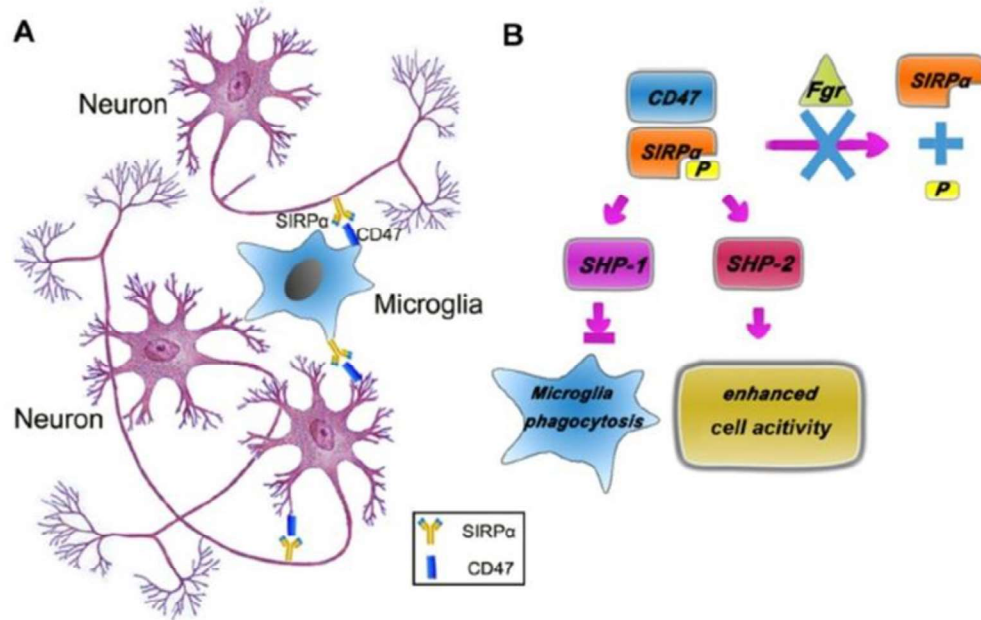 A
Neuron
SIRPα
CD47
Microglia
Neuron
SIRPα
CD47
B
CD47
SIRPα
P
Fgr
SIRPα
P
SHP-1
SHP-2
Microglia
phagocytosis
enhanced
cell acitivity